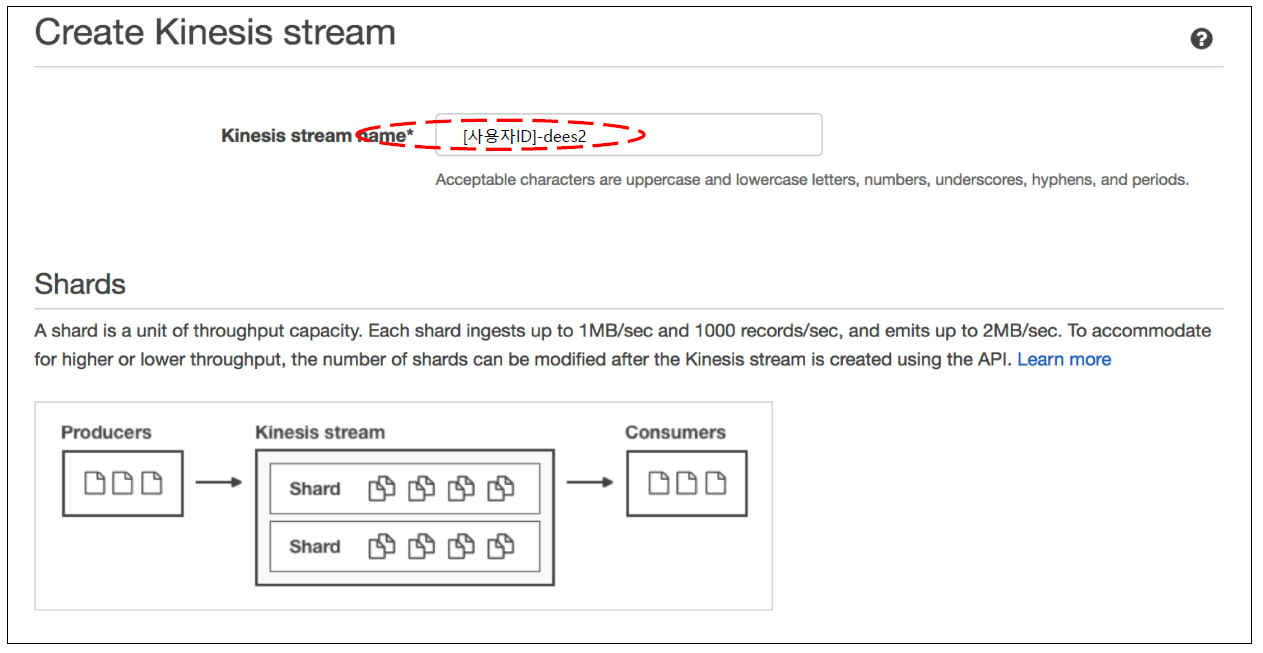 Create Kinesis stream
?
Kinesis stream name*
[사용자ID]-dees2
Acceptable characters are uppercase and lowercase letters, numbers, underscores, hyphens, and periods.
Shards
A shard is a unit of throughput capacity. Each shard ingests up to 1MB/sec and 1000 records/sec, and emits up to 2MB/sec. To accommodate
for higher or lower throughput, the number of shards can be modified after the Kinesis stream is created using the API. Learn more
Producers
Kinesis stream
Consumers
Shard
Shard